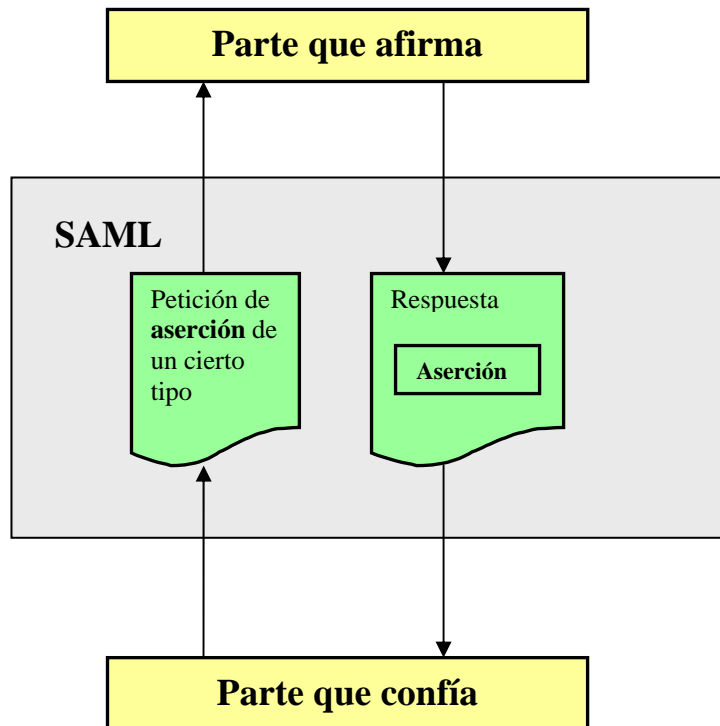 Parte que afirma
SAML
Petición de
aserción de
un cierto
tipo
Respuesta
Aserción
Parte que confía